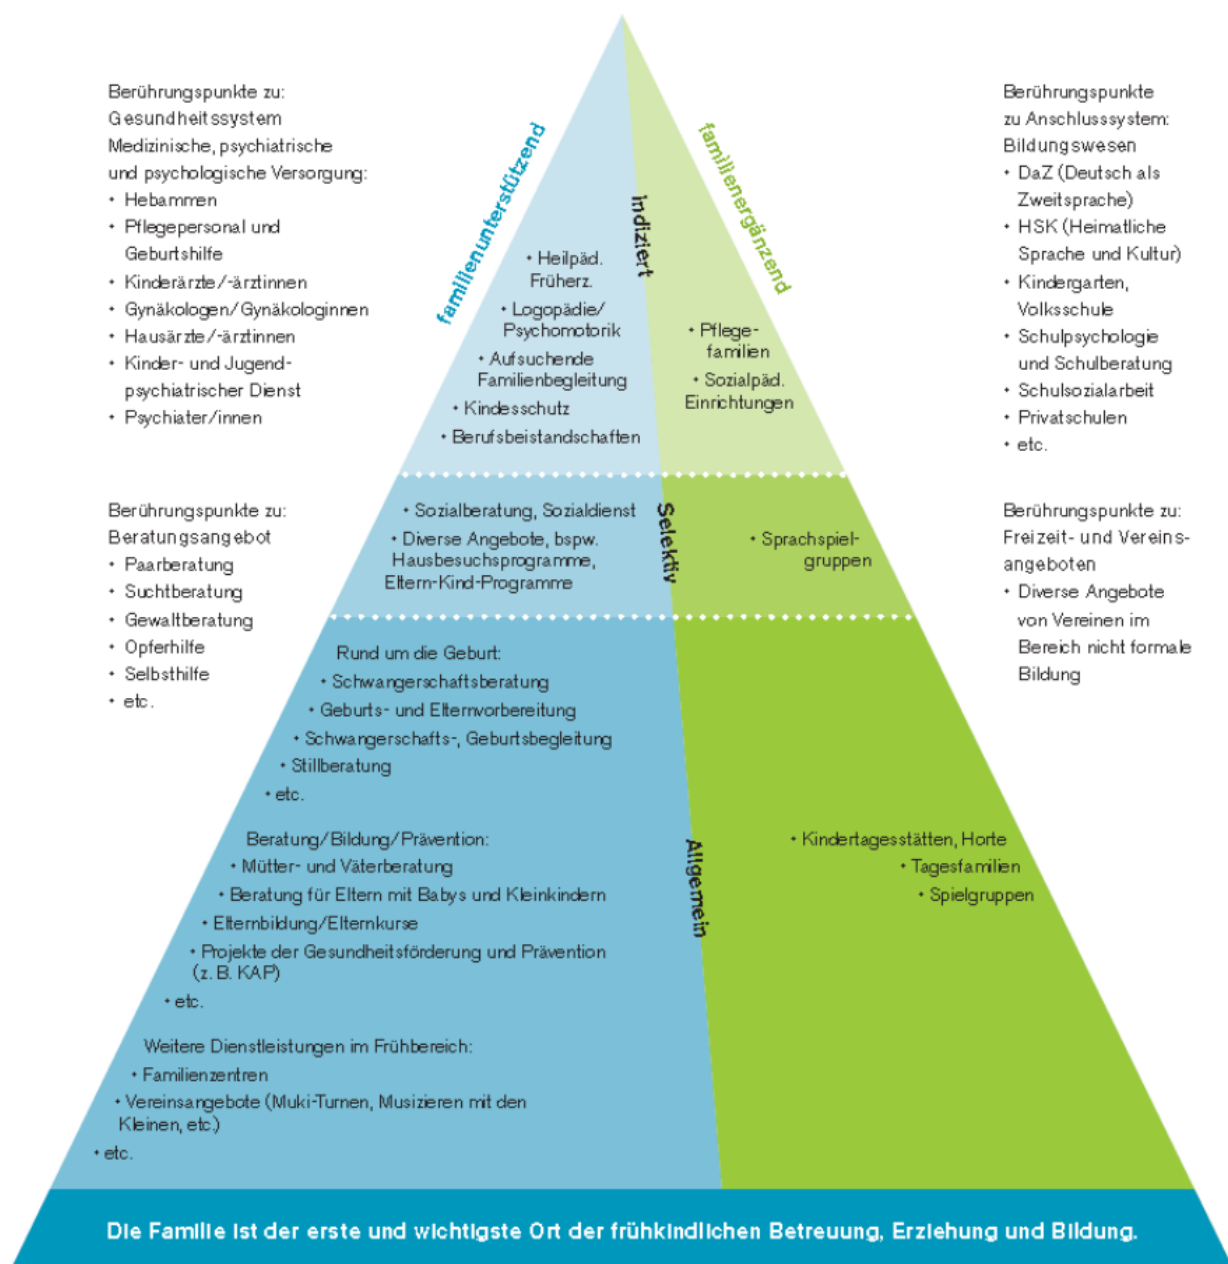 Berührungspunkte zu:
Gesundheitssystem
Medizinische, psychiatrische
und psychologische Versorgung:
• Hebammen
• Pflegepersonal und
Geburtshilfe
• Kinderärzte/-ärztinnen
• Gynäkologen/Gynäkologinnen
• Hausärzte/-ärztinnen
• Kinder- und Jugend-
psychiatrischer Dienst
• Psychiater/innen
Berührungspunkte zu:
Beratungsangebot
• Paarberatung
• Suchtberatung
• Gewaltberatung
• Opferhilfe
• Selbsthilfe
• etc.
familienunterstützend
familienergänzend
Indiziert
• Heilpäd.
Früherz.
• Logopädie/
Psychomotorik
• Aufsuchende
Familienbegleitung
• Kindesschutz
• Berufsbeistandschaften
• Pflege-
familien
• Sozialpäd.
Einrichtungen
Selektiv
• Sozialberatung, Sozialdienst
• Diverse Angebote, bspw.
Hausbesuchsprogramme,
Eltern-Kind-Programme
• Sprachspiel-
gruppen
Allgemein
Rund um die Geburt:
• Schwangerschaftsberatung
• Geburts- und Elternvorbereitung
• Schwangerschafts-, Geburtsbegleitung
• Stillberatung
• etc.
Beratung/Bildung/Prävention:
• Mütter- und Väterberatung
• Beratung für Eltern mit Babys und Kleinkindern
• Elternbildung/Elternkurse
• Projekte der Gesundheitsförderung und Prävention
(z. B. KAP)
• etc.
Weitere Dienstleistungen im Frühbereich:
• Familienzentren
• Vereinsangebote (Muki-Turnen, Musizieren mit den
Kleinen, etc.)
• etc.
• Kindertagesstätten, Horte
• Tagesfamilien
• Spielgruppen
Berührungspunkte
zu Anschlusssystem:
Bildungswesen
• DaZ (Deutsch als
Zweitsprache)
• HSK (Heimatliche
Sprache und Kultur)
• Kindergarten,
Volksschule
• Schulpsychologie
und Schulberatung
• Schulsozialarbeit
• Privatschulen
• etc.
Berührungspunkte zu:
Freizeit- und Vereins-
angeboten
• Diverse Angebote
von Vereinen im
Bereich nicht formale
Bildung
Die Familie ist der erste und wichtigste Ort der frühkindlichen Betreuung, Erziehung und Bildung.